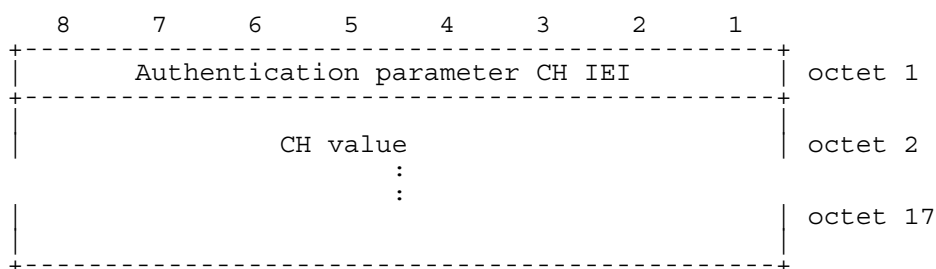 8 7 6 5 4 3 2 1
Authentication parameter CH IEI octet 1
CH value octet 2
:
:
octet 17